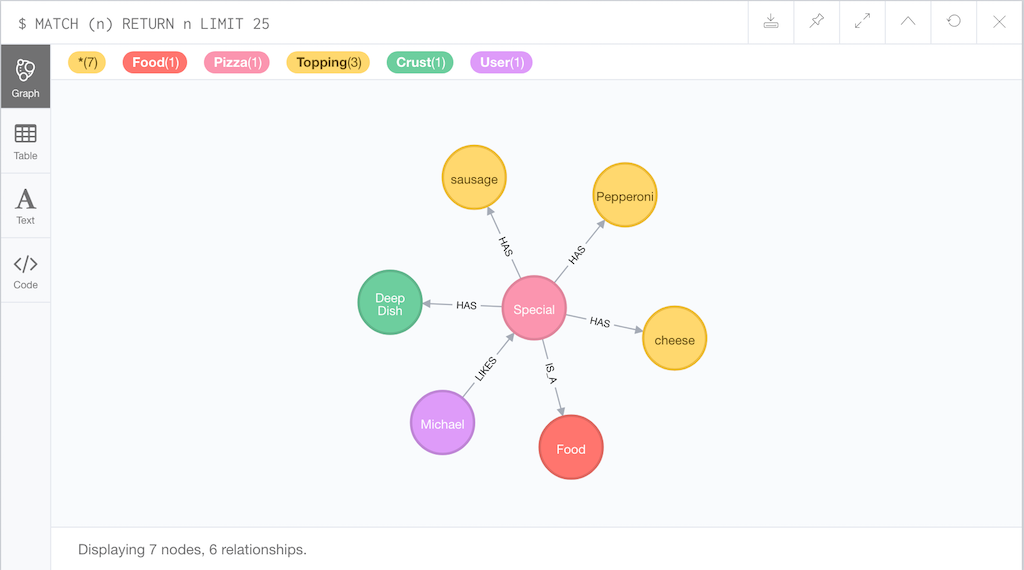 $ MATCH (n) RETURN n LIMIT 25
*(7) Food(1) Pizza(1) Topping(3) Crust(1) User(1)
Graph
Table
Text
Code
sausage
Pepperoni
HAS
HAS
Deep
Dish
HAS
Special
HAS
cheese
LIKES
IS_A
Michael
Food
Displaying 7 nodes, 6 relationships.